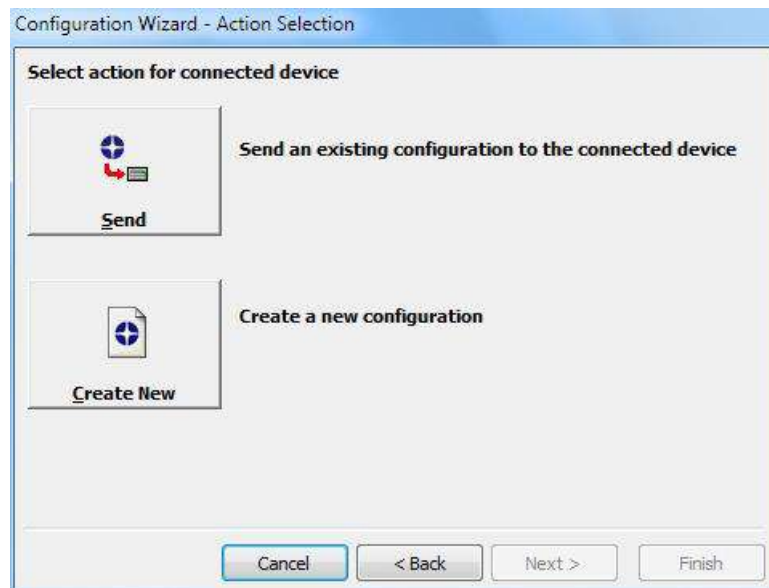 Configuration Wizard - Action Selection
Select action for connected device
Send an existing configuration to the connected device
Send
Create a new configuration
Create New
Cancel
< Back
Next >
Finish